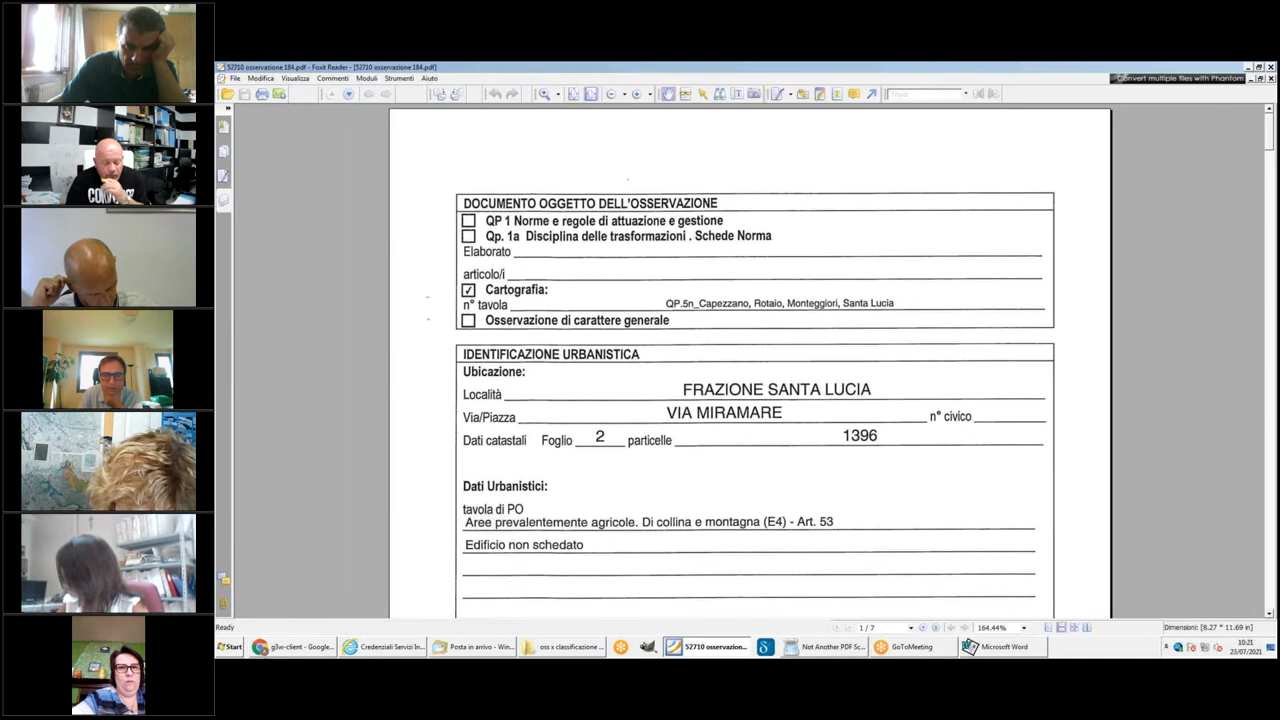 52710 osservazione 184.pdf - Foxit Reader - [52710 osservazione 184.pdf]
File Modifica Visualizza Commenti Moduli Strumenti Aiuto
Convert multiple files with Phantom
DOCUMENTO OGGETTO DELL'OSSERVAZIONE
QP 1 Norme e regole di attuazione e gestione
Qp. 1a Disciplina delle trasformazioni . Schede Norma
Elaborato
articolo/i
Cartografia:
n° tavola QP.5n_Capezzano, Rotaio, Monteggiori, Santa Lucia
Osservazione di carattere generale
IDENTIFICAZIONE URBANISTICA
Ubicazione:
Località FRAZIONE SANTA LUCIA
Via/Piazza VIA MIRAMARE n° civico
Dati catastali Foglio 2 particelle 1396
Dati Urbanistici:
tavola di PO
Aree prevalentemente agricole. Di collina e montagna (E4) - Art. 53
Edificio non schedato
Ready 1 / 7 164.44% Dimensioni: [8.27 * 11.69 in]
Start g3w-client - Google... Credenziali Servizi In... Posta in arrivo - Win... oss x classificazione ... 52710 osservazion... Not Another PDF Sc... GoToMeeting Microsoft Word
10:21
23/07/2021